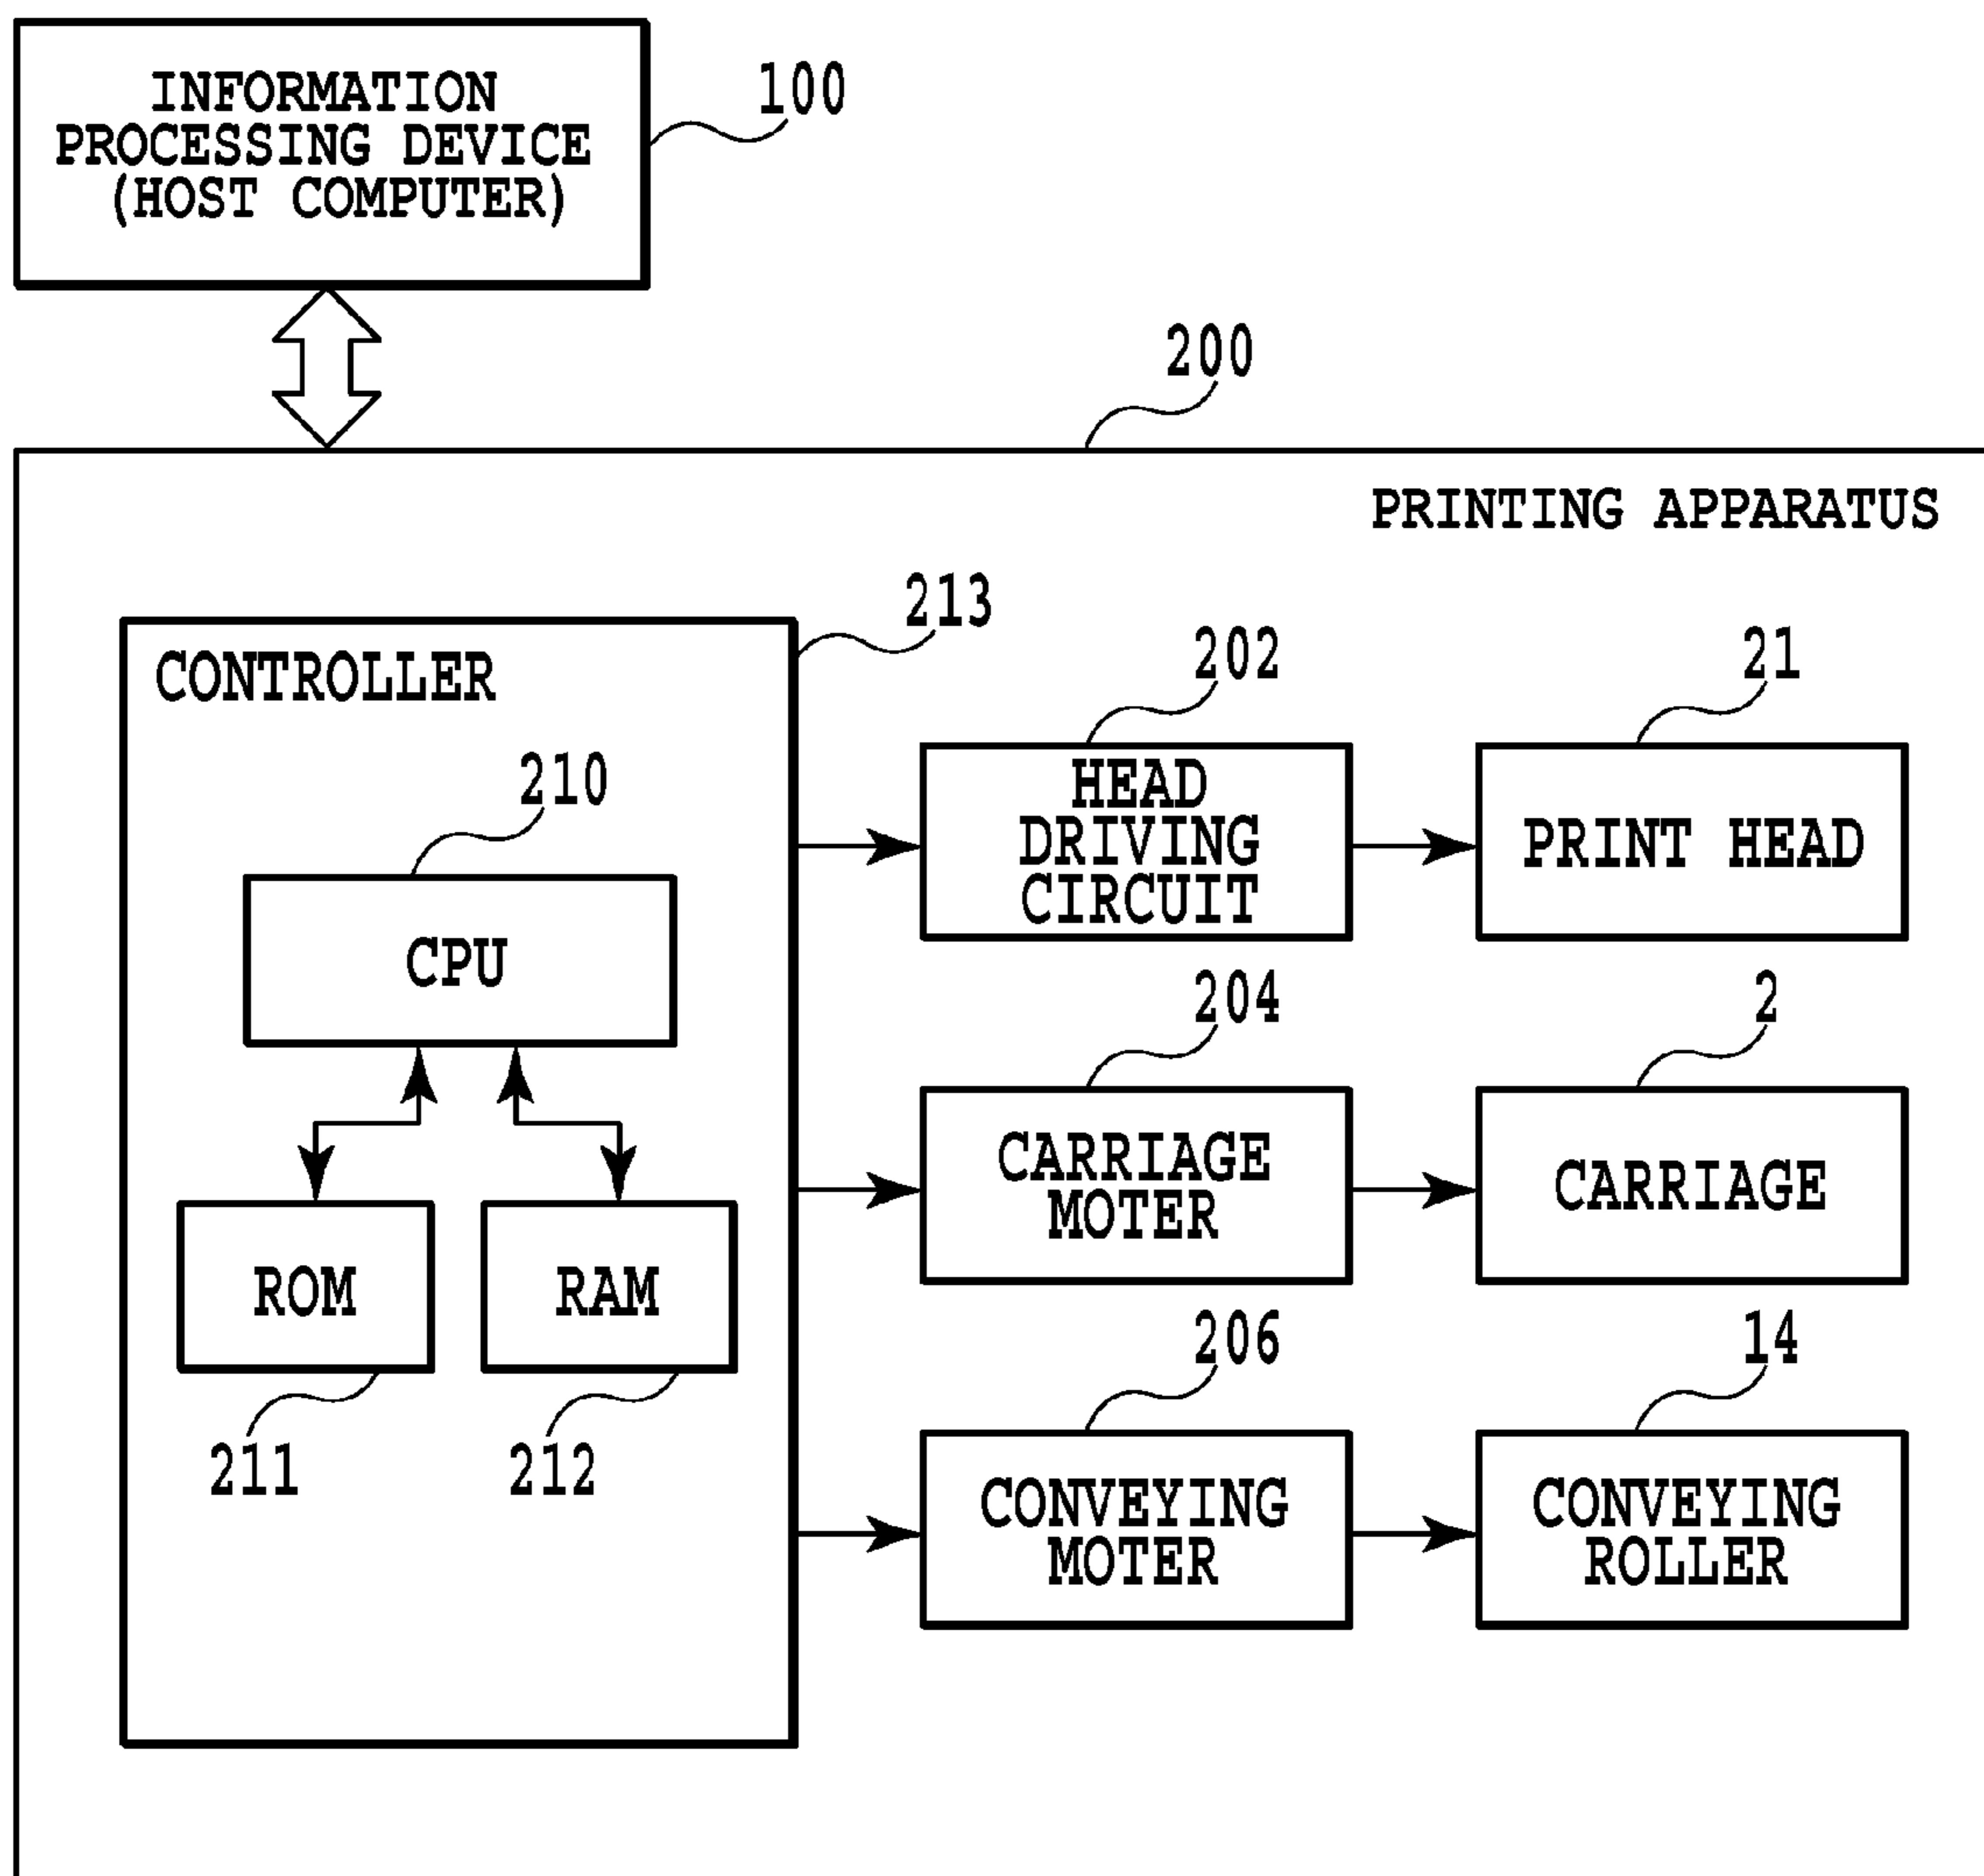 INFORMATION
PROCESSING DEVICE
(HOST COMPUTER)
100
200
PRINTING APPARATUS
213
CONTROLLER
202
21
210
HEAD
DRIVING
CIRCUIT
PRINT HEAD
CPU
204
2
CARRIAGE
MOTER
CARRIAGE
ROM
RAM
206
14
211
212
CONVEYING
MOTER
CONVEYING
ROLLER